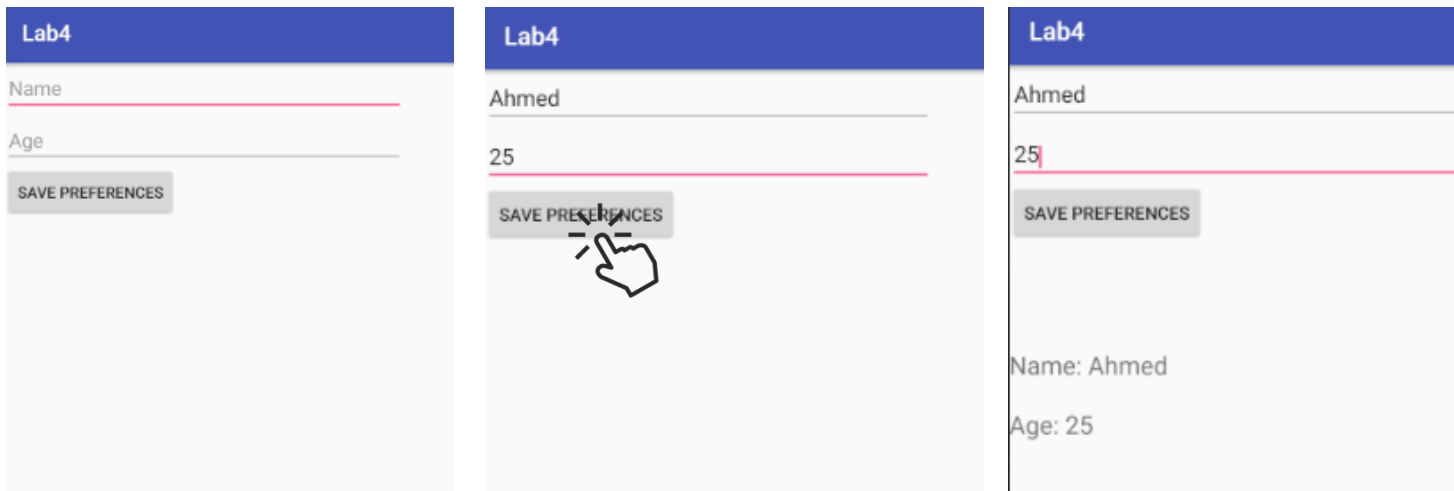 Lab4
Name
Age
SAVE PREFERENCES
Lab4
Ahmed
25
SAVE PREFERENCES
Lab4
Ahmed
25
SAVE PREFERENCES
Name: Ahmed
Age: 25